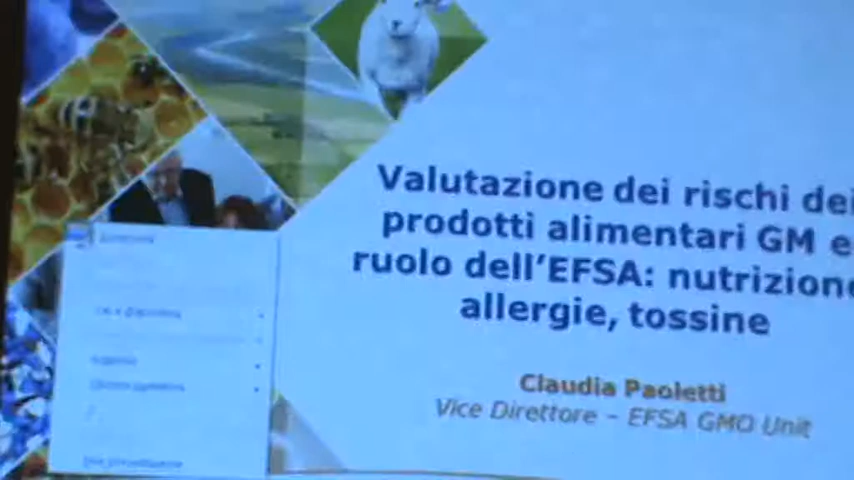 Valutazione dei rischi dei
prodotti alimentari GM e
ruolo dell'EFSA: nutrizione
allergie, tossine
Claudia Paoletti
Vice Direttore – EFSA GMO Unit